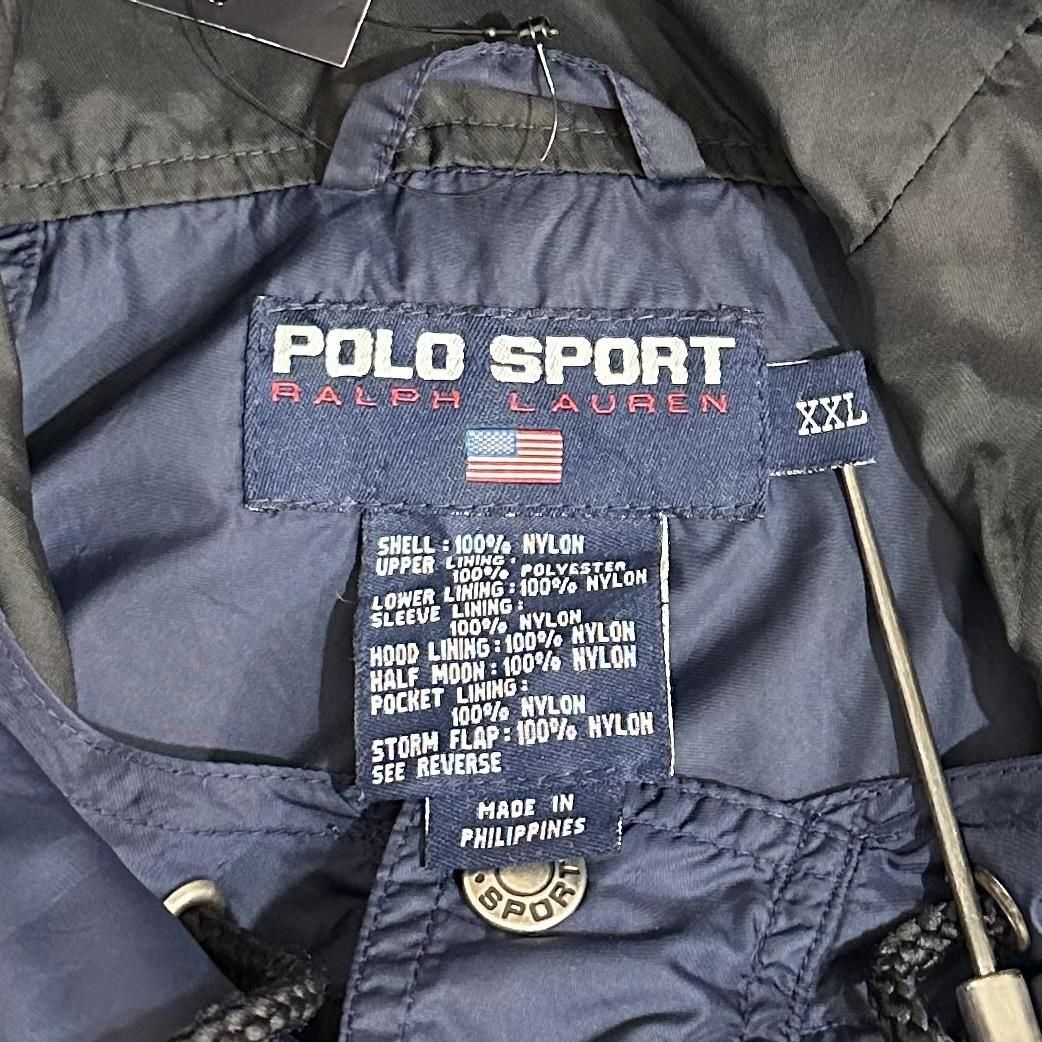 POLO SPORT
RALPH LAUREN
XXL
SHELL : 100% NYLON
UPPER LINING :
100% POLYESTER
LOWER LINING : 100% NYLON
SLEEVE LINING :
100% NYLON
HOOD LINING : 100% NYLON
HALF MOON : 100% NYLON
POCKET LINING :
100% NYLON
STORM FLAP : 100% NYLON
SEE REVERSE
MADE IN
PHILIPPINES
SPORT